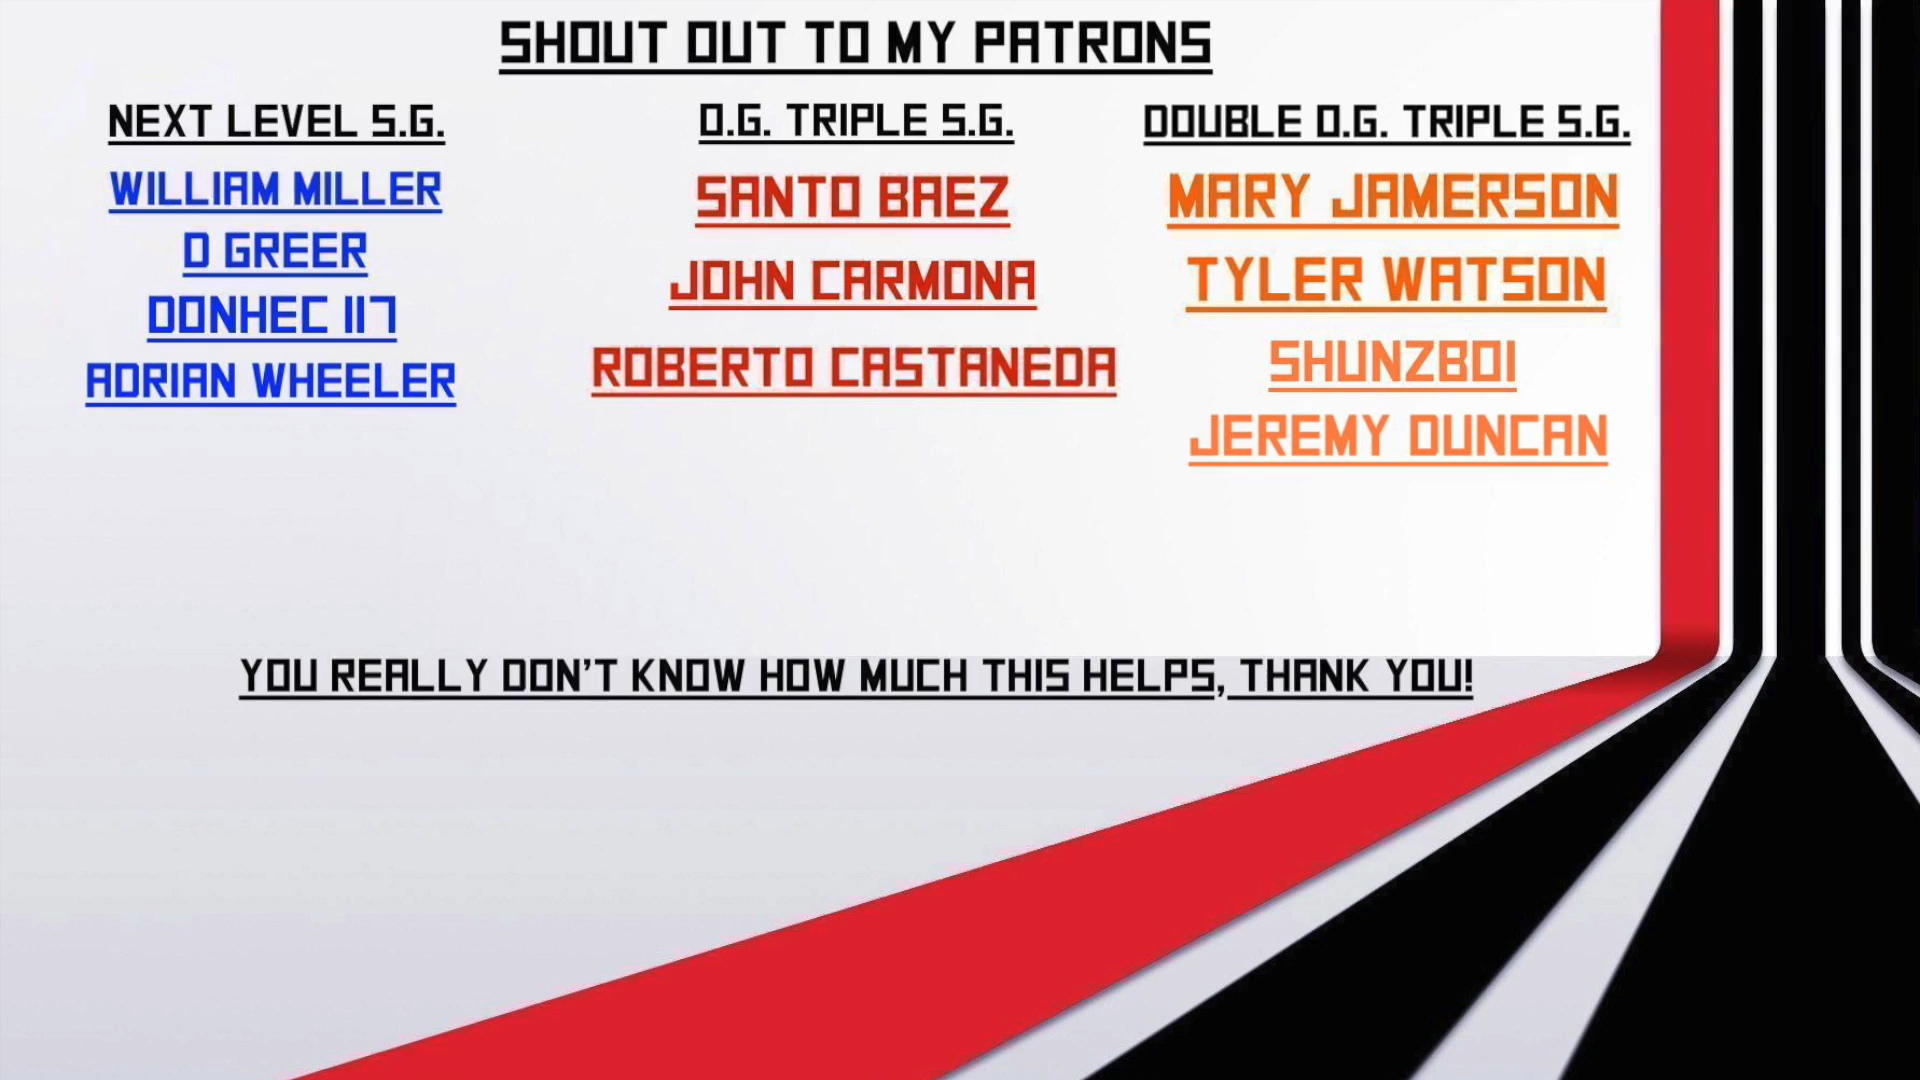 SHOUT OUT TO MY PATRONS
NEXT LEVEL S.G.
WILLIAM MILLER
D GREER
DONHEC 117
ADRIAN WHEELER
O.G. TRIPLE S.G.
SANTO BAEZ
JOHN CARMONA
ROBERTO CASTANEDA
DOUBLE O.G. TRIPLE S.G.
MARY JAMERSON
TYLER WATSON
SHUNZBOI
JEREMY DUNCAN
YOU REALLY DON'T KNOW HOW MUCH THIS HELPS, THANK YOU!